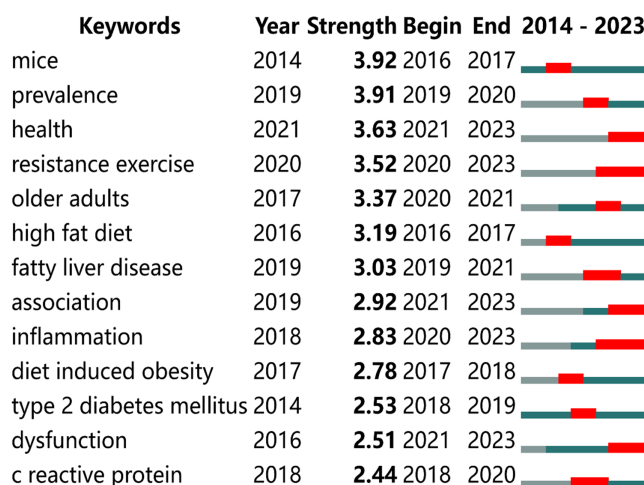 Keywords Year Strength Begin End 2014 - 2023
mice 2014 3.92 2016 2017
prevalence 2019 3.91 2019 2020
health 2021 3.63 2021 2023
resistance exercise 2020 3.52 2020 2023
older adults 2017 3.37 2020 2021
high fat diet 2016 3.19 2016 2017
fatty liver disease 2019 3.03 2019 2021
association 2019 2.92 2021 2023
inflammation 2018 2.83 2020 2023
diet induced obesity 2017 2.78 2017 2018
type 2 diabetes mellitus 2014 2.53 2018 2019
dysfunction 2016 2.51 2021 2023
c reactive protein 2018 2.44 2018 2020